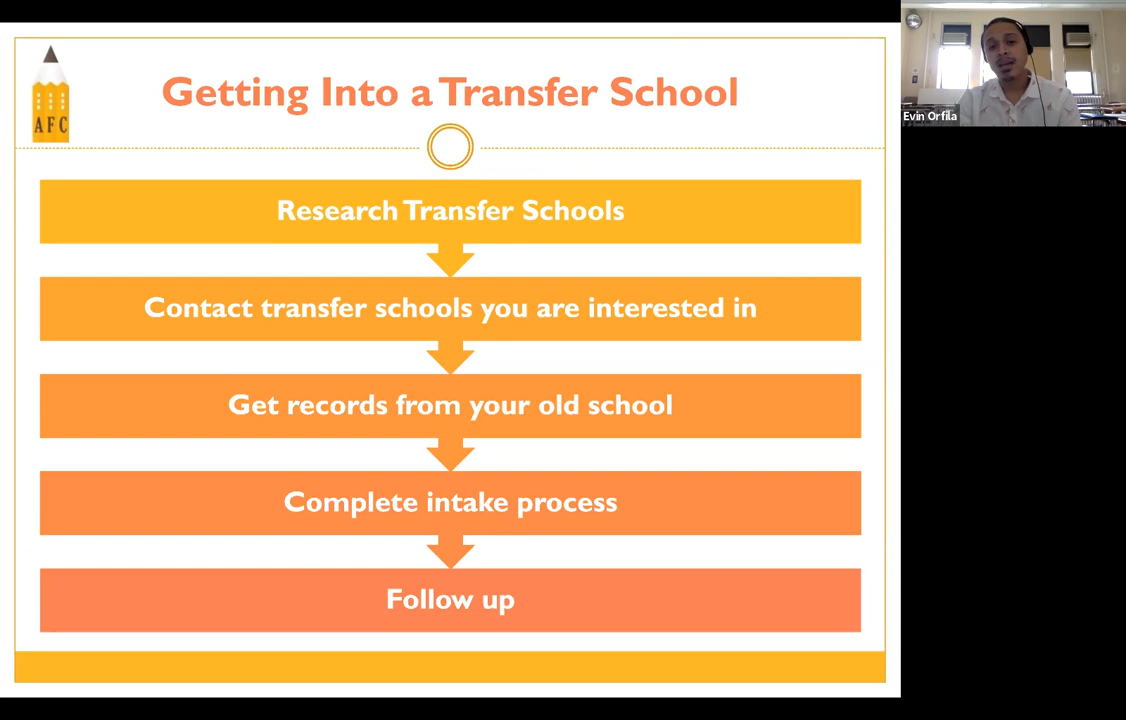 Getting Into a Transfer School
AFC
Evin Orfila
Research Transfer Schools
Contact transfer schools you are interested in
Get records from your old school
Complete intake process
Follow up